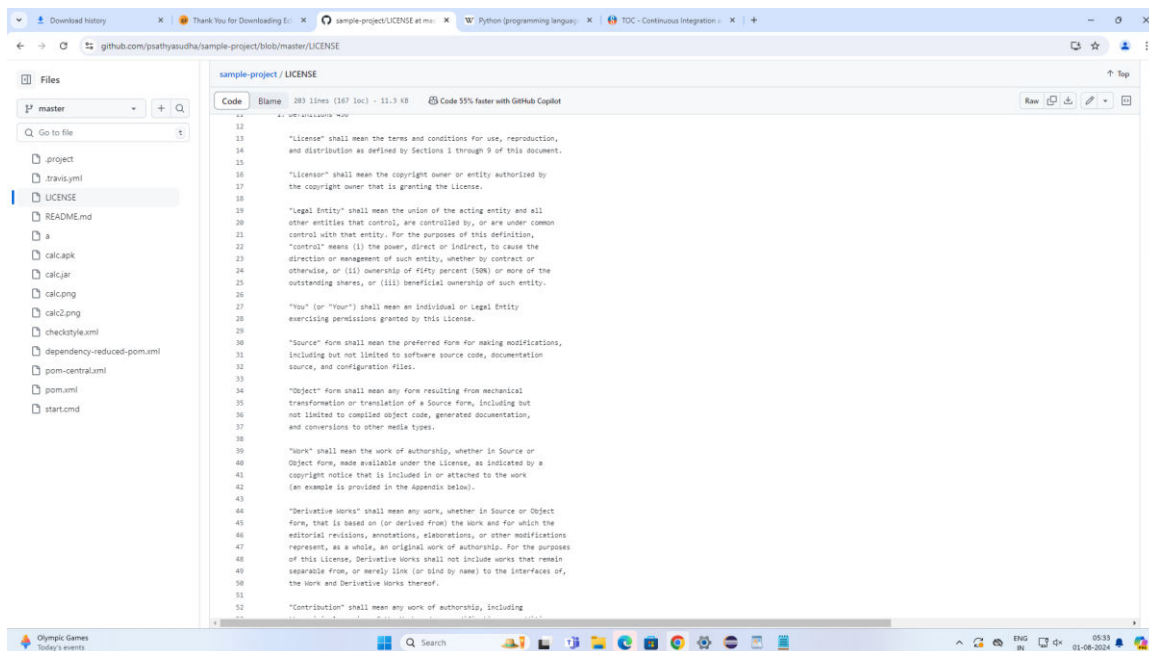 Download history
Thank You for Downloading Ecl
sample-project/LICENSE at mas
Python (programming languag
TOC - Continuous Integration a
github.com/psathyasudha/sample-project/blob/master/LICENSE
Files
master
Go to file
t
.project
.travis.yml
LICENSE
README.md
a
calc.apk
calc.jar
calc.png
calc2.png
checkstyle.xml
dependency-reduced-pom.xml
pom-central.xml
pom.xml
start.cmd
sample-project / LICENSE
Top
Code Blame 203 lines (167 loc) · 11.3 KB Code 55% faster with GitHub Copilot
Raw
12
13 "License" shall mean the terms and conditions for use, reproduction,
14 and distribution as defined by Sections 1 through 9 of this document.
15
16 "Licensor" shall mean the copyright owner or entity authorized by
17 the copyright owner that is granting the License.
18
19 "Legal Entity" shall mean the union of the acting entity and all
20 other entities that control, are controlled by, or are under common
21 control with that entity. For the purposes of this definition,
22 "control" means (i) the power, direct or indirect, to cause the
23 direction or management of such entity, whether by contract or
24 otherwise, or (ii) ownership of fifty percent (50%) or more of the
25 outstanding shares, or (iii) beneficial ownership of such entity.
26
27 "You" (or "Your") shall mean an individual or Legal Entity
28 exercising permissions granted by this License.
29
30 "Source" form shall mean the preferred form for making modifications,
31 including but not limited to software source code, documentation
32 source, and configuration files.
33
34 "Object" form shall mean any form resulting from mechanical
35 transformation or translation of a Source form, including but
36 not limited to compiled object code, generated documentation,
37 and conversions to other media types.
38
39 "Work" shall mean the work of authorship, whether in Source or
40 Object form, made available under the License, as indicated by a
41 copyright notice that is included in or attached to the work
42 (an example is provided in the Appendix below).
43
44 "Derivative Works" shall mean any work, whether in Source or Object
45 form, that is based on (or derived from) the Work and for which the
46 editorial revisions, annotations, elaborations, or other modifications
47 represent, as a whole, an original work of authorship. For the purposes
48 of this License, Derivative Works shall not include works that remain
49 separable from, or merely link (or bind by name) to the interfaces of,
50 the Work and Derivative Works thereof.
51
52 "Contribution" shall mean any work of authorship, including
Olympic Games
Today's events
Search
ENG
IN
05:33
01-08-2024